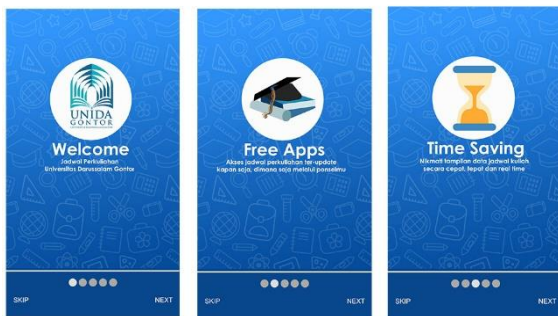 UNIDA
GONTOR
Welcome
Jadwal Perkuliahan
Universitas Darussalam Gontor
SKIP
NEXT
Free Apps
Akses jadwal perkuliahan ter-update
kapan saja, dimana saja melalui ponselmu
SKIP
NEXT
Time Saving
Nikmati tampilan data jadwal kuliah
secara cepat, tepat dan real time
SKIP
NEXT